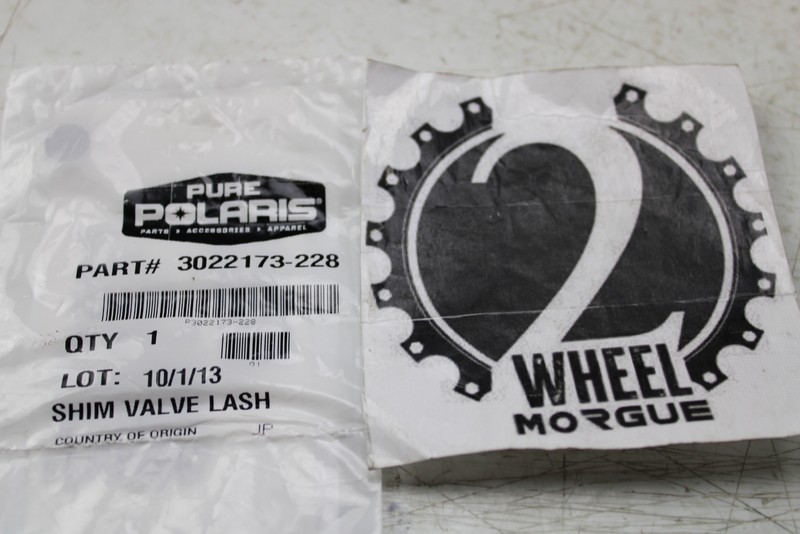 PURE
POLARIS®
PARTS • ACCESSORIES • APPAREL
PART# 3022173-228
P3022173-228
QTY 1
01
LOT: 10/1/13
SHIM VALVE LASH
COUNTRY OF ORIGIN JP
2
WHEEL
MORGUE